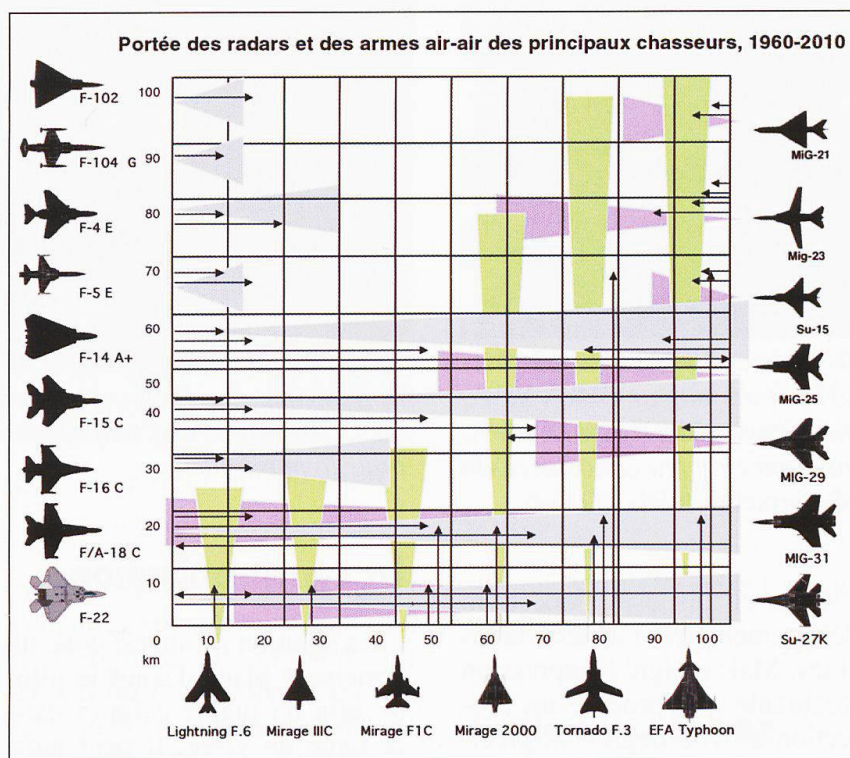 Portée des radars et des armes air-air des principaux chasseurs, 1960-2010
F-102
F-104 G
F-4 E
F-5 E
F-14 A+
F-15 C
F-16 C
F/A-18 C
F-22
100
90
80
70
60
50
40
30
20
10
0
km
10
20
30
40
50
60
70
80
90
100
MiG-21
Mig-23
Su-15
MiG-25
MIG-29
MIG-31
Su-27K
Lightning F.6
Mirage IIIC
Mirage F1C
Mirage 2000
Tornado F.3
EFA Typhoon